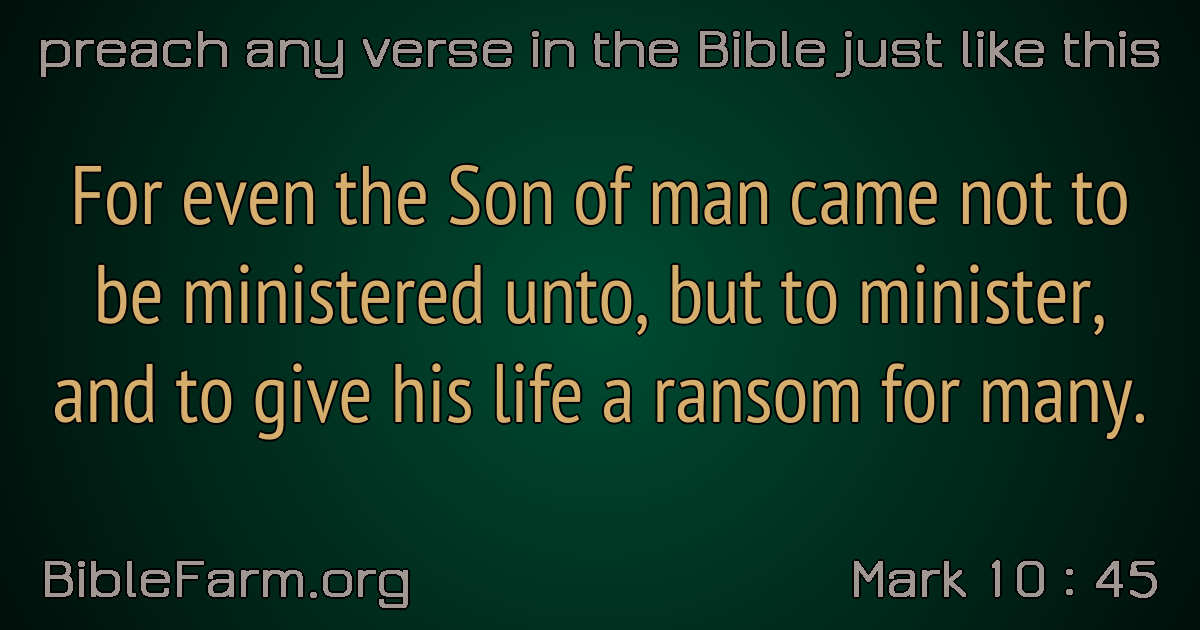 preach any verse in the Bible just like this
For even the Son of man came not to
be ministered unto, but to minister,
and to give his life a ransom for many.
BibleFarm.org
Mark 10 : 45